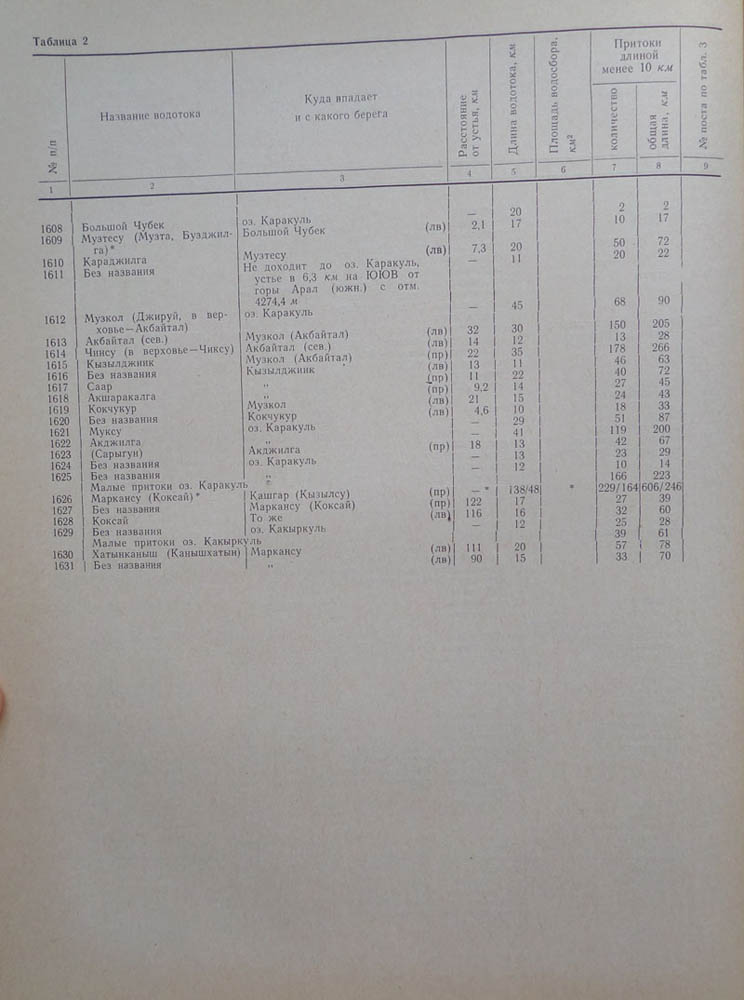 Таблица 2
№ п/п | Название водотока | Куда впадает и с какого берега | Расстояние от устья, км | Длина водотока, км | Площадь водосбора, км² | Притоки длиной менее 10 км: количество | общая длина, км | № поста по табл. 3
1 | 2 | 3 | 4 | 5 | 6 | 7 | 8 | 9
1608 | Большой Чубек | оз. Каракуль | — | 20 | | 2 | 2
1609 | Музтесу (Музта, Бузджил- | Большой Чубек (лв) | 2,1 | 17 | | 10 | 17
га)*
1610 | Караджилга | Музтесу (лв) | 7,3 | 20 | | 50 | 72
1611 | Без названия | Не доходит до оз. Каракуль, | — | 11 | | 20 | 22
устье в 6,3 км на ЮЮВ от
горы Арал (южн.) с отм.
4274,4 м
1612 | Музкол (Джируй, в вер- | оз. Каракуль | — | 45 | | 68 | 90
ховье—Акбайтал)
1613 | Акбайтал (сев.) | Музкол (Акбайтал) (лв) | 32 | 30 | | 150 | 205
1614 | Чинсу (в верховье—Чиксу) | Акбайтал (сев.) (лв) | 14 | 12 | | 13 | 28
1615 | Кызылджник | Музкол (Акбайтал) (пр) | 22 | 35 | | 178 | 266
1616 | Без названия | Кызылджник (лв) | 13 | 11 | | 46 | 63
1617 | Саар | „ (пр) | 11 | 22 | | 40 | 72
1618 | Акшаракалга | „ (пр) | 9,2 | 14 | | 27 | 45
1619 | Кокчукур | Музкол (лв) | 21 | 15 | | 24 | 43
1620 | Без названия | Кокчукур (лв) | 4,6 | 10 | | 18 | 33
1621 | Муксу | оз. Каракуль | — | 29 | | 51 | 87
1622 | Акджилга | „ | — | 41 | | 119 | 200
1623 | (Сарыгун) | Акджилга (пр) | 18 | 13 | | 42 | 67
1624 | Без названия | оз. Каракуль | — | 13 | | 23 | 29
1625 | Без названия | „ | — | 12 | | 10 | 14
Малые притоки оз. Каракуль | | | | | 166 | 223
1626 | Маркансу (Коксай)* | Кашгар (Кызылсу) (пр) | —* | 138/48 | * | 229/164 | 606/246
1627 | Без названия | Маркансу (Коксай) (пр) | 122 | 17 | | 27 | 39
1628 | Коксай | То же (лв) | 116 | 16 | | 32 | 60
1629 | Без названия | оз. Какыркуль | — | 12 | | 25 | 28
Малые притоки оз. Какыркуль | | | | | 39 | 61
1630 | Хатынканыш (Канышхатын) | Маркансу (лв) | 111 | 20 | | 57 | 78
1631 | Без названия | „ (лв) | 90 | 15 | | 33 | 70